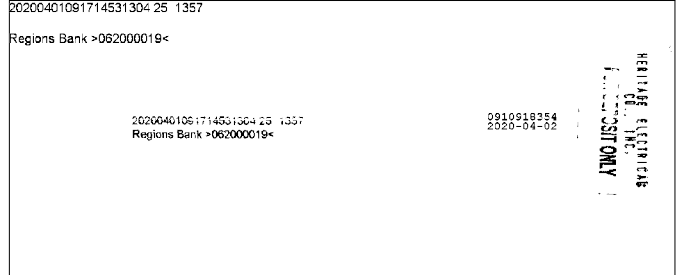 20200401091714531304 25 1357
Regions Bank >062000019<
20200401091714531304 25 1357
Regions Bank >062000019<
0910918354
2020-04-02
DEPOSIT ONLY
HERITAGE ELECTRICAL
CO., INC.